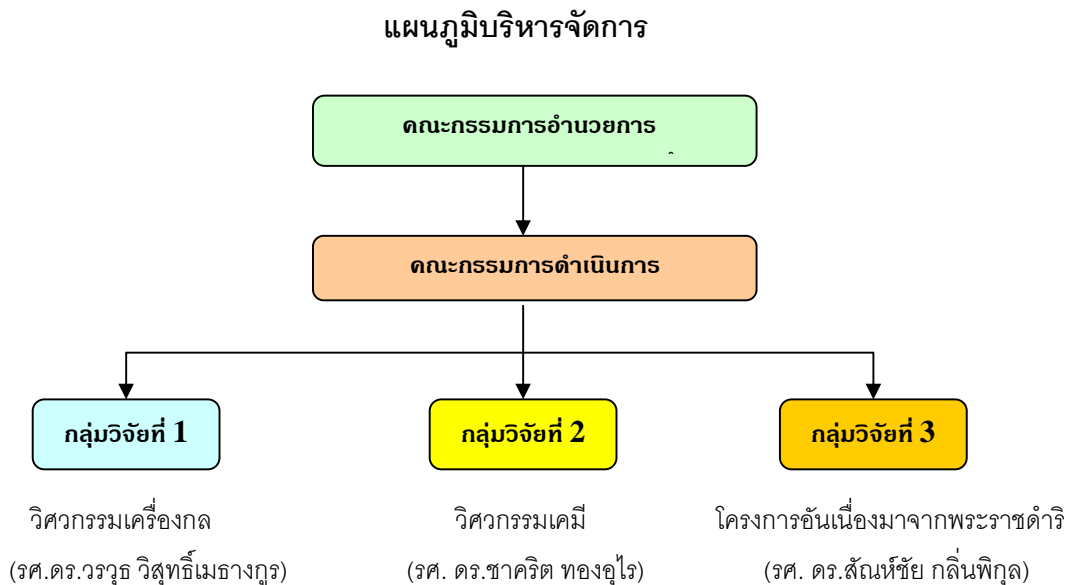 แผนภูมิบริหารจัดการ
คณะกรรมการอำนวยการ
คณะกรรมการดำเนินการ
กลุ่มวิจัยที่ 1
กลุ่มวิจัยที่ 2
กลุ่มวิจัยที่ 3
วิศวกรรมเครื่องกล
วิศวกรรมเคมี
โครงการอันเนื่องมาจากพระราชดำริ
(รศ.ดร.วรวุธ วิสุทธิ์เมธางกูร)
(รศ. ดร.ชาคริต ทองอุไร)
(รศ. ดร.สัณห์ชัย กลิ่นพิกุล)